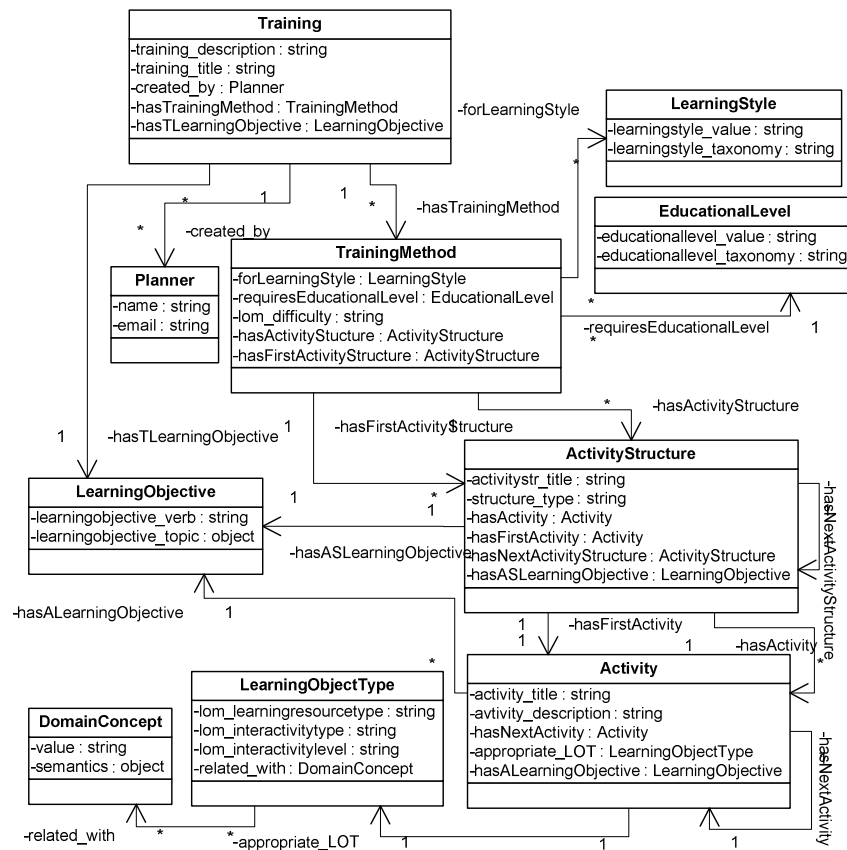 Training
-training_description : string
-training_title : string
-created_by : Planner
-hasTrainingMethod : TrainingMethod
-hasTLearningObjective : LearningObjective
-forLearningStyle
LearningStyle
-learningstyle_value : string
-learningstyle_taxonomy : string
*
1
*
1
*
*
-hasTrainingMethod
-created_by
EducationalLevel
-educationallevel_value : string
-educationallevel_taxonomy : string
Planner
-name : string
-email : string
TrainingMethod
-forLearningStyle : LearningStyle
-requiresEducationalLevel : EducationalLevel
-lom_difficulty : string
-hasActivityStucture : ActivityStructure
-hasFirstActivityStructure : ActivityStructure
*
-requiresEducationalLevel
1
*
*
-hasActivityStructure
1
-hasFirstActivityStructure
1
1
-hasTLearningObjective
ActivityStructure
-activitystr_title : string
-structure_type : string
-hasActivity : Activity
-hasFirstActivity : Activity
-hasNextActivityStructure : ActivityStructure
-hasASLearningObjective : LearningObjective
-hasNextActivityStructure
*
1
1
-hasASLearningObjective
LearningObjective
-learningobjective_verb : string
-learningobjective_topic : object
-hasALearningObjective
1
1
-hasFirstActivity
1
1
-hasActivity
*
*
Activity
-activity_title : string
-avtivity_description : string
-hasNextActivity : Activity
-appropriate_LOT : LearningObjectType
-hasALearningObjective : LearningObjective
-hasNextActivity
1
LearningObjectType
-lom_learningresourcetype : string
-lom_interactivitytype : string
-lom_interactivitylevel : string
-related_with : DomainConcept
DomainConcept
-value : string
-semantics : object
-related_with
*
*
-appropriate_LOT
1
1